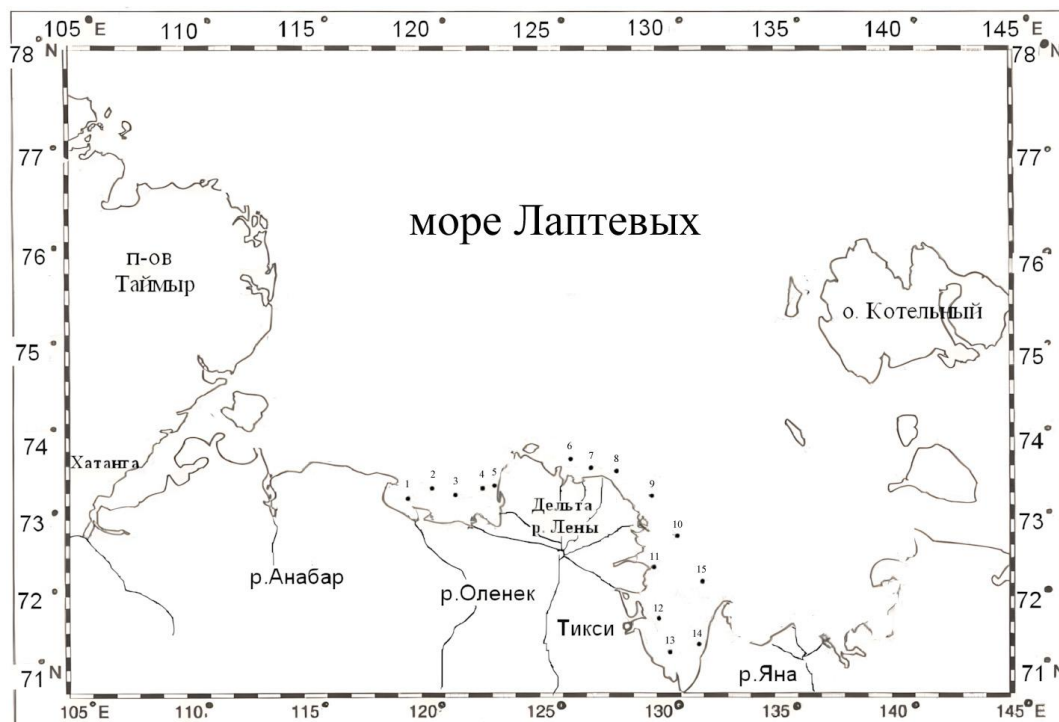 105°E 110° 115° 120° 125° 130° 135° 140° 145°E
78°N 78°N
77° 77°
море Лаптевых
76° 76°
п-ов
Таймыр
о. Котельный
75° 75°
74° 74°
6
7
8
Хатанга
2
4
5
3
1
9
73° 73°
Дельта
р. Лены
10
11
15
р.Анабар
р.Оленек
72° 72°
12
Тикси
14
13
р.Яна
71°N 71°N
105°E 110° 115° 120° 125° 130° 135° 140° 145°E